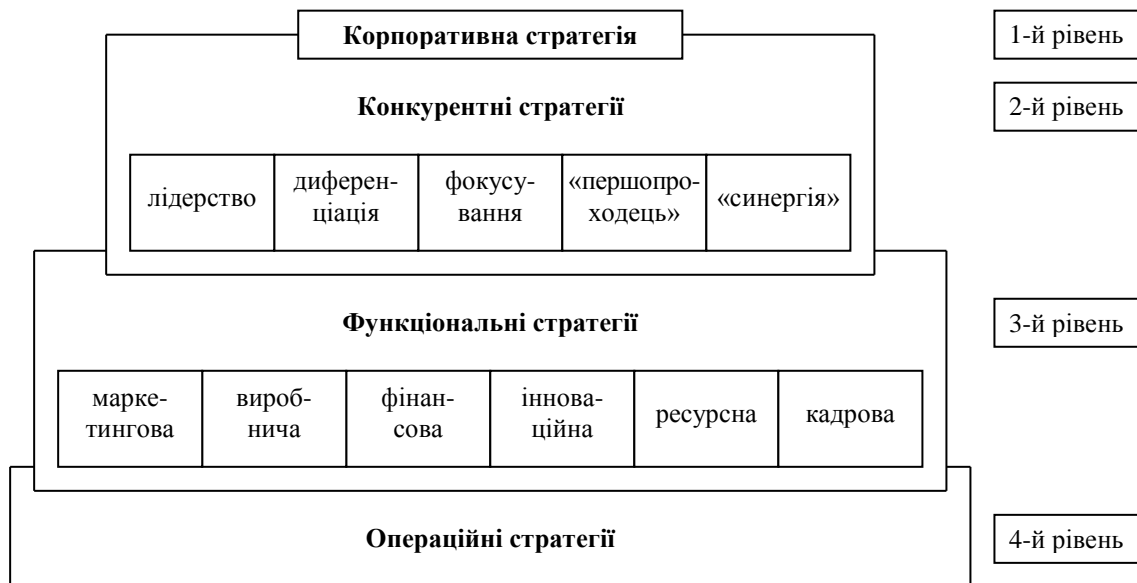 Корпоративна стратегія
1-й рівень
Конкурентні стратегії
2-й рівень
лідерство
диферен-
ціація
фокусу-
вання
«першопро-
ходець»
«синергія»
Функціональні стратегії
3-й рівень
марке-
тингова
вироб-
нича
фінан-
сова
іннова-
ційна
ресурсна
кадрова
Операційні стратегії
4-й рівень